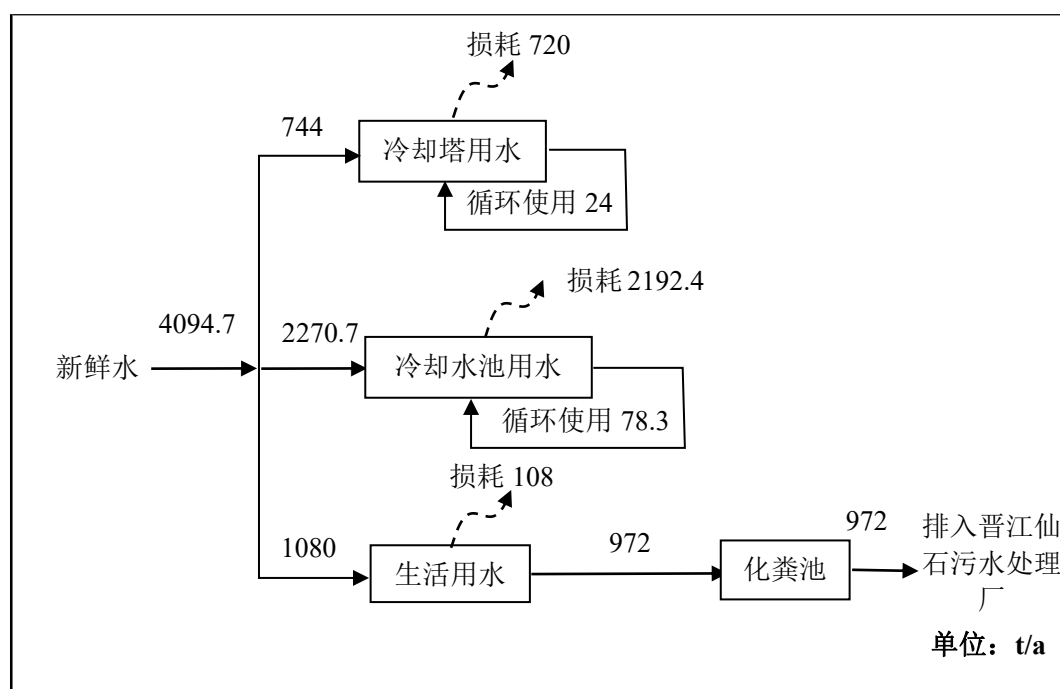 损耗 720
744
冷却塔用水
循环使用 24
损耗 2192.4
4094.7
2270.7
新鲜水
冷却水池用水
循环使用 78.3
损耗 108
1080
生活用水
972
化粪池
972
排入晋江仙
石污水处理
厂
单位：t/a